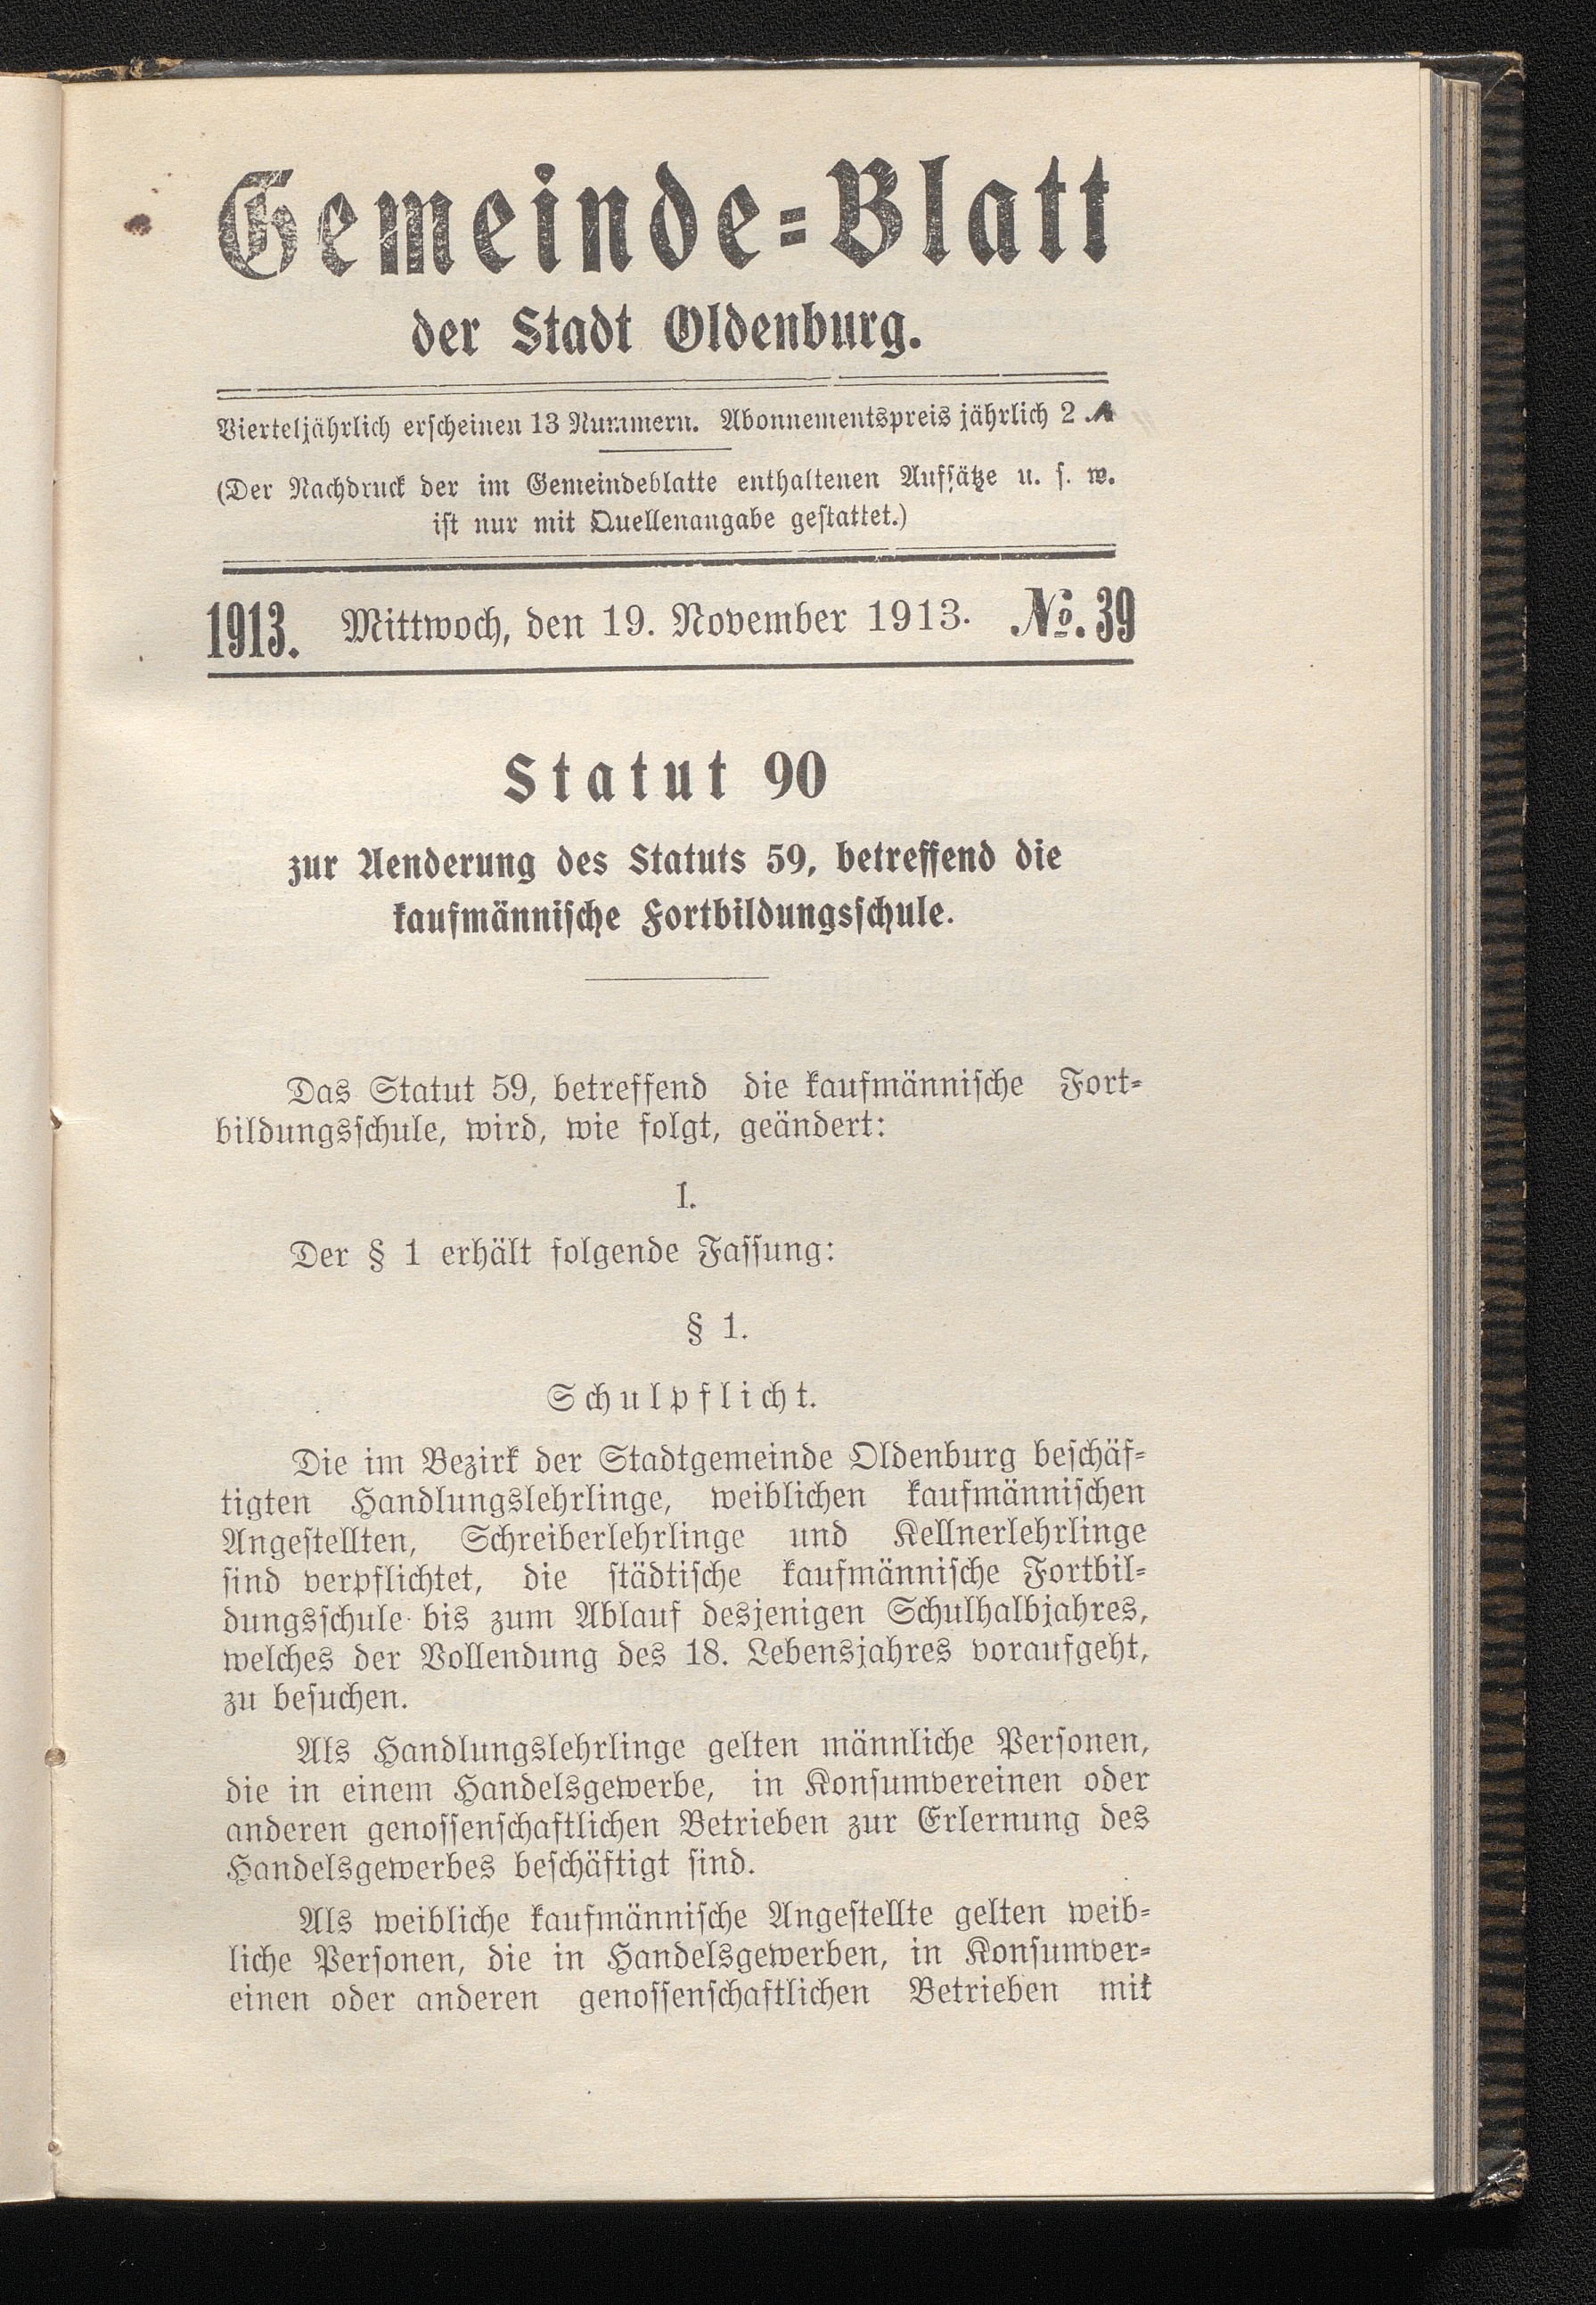 Gemeinde=Blatt
der Stadt Oldenburg.
Vierteljährlich erscheinen 13 Nummern. Abonnementspreis jährlich 2 ℳ
(Der Nachdruck der im Gemeindeblatte enthaltenen Aufsätze u. s. w.
ist nur mit Quellenangabe gestattet.)
1913. Mittwoch, den 19. November 1913. №. 39
Statut 90
zur Aenderung des Statuts 59, betreffend die
kaufmännische Fortbildungsschule.
Das Statut 59, betreffend die kaufmännische Fort=
bildungsschule, wird, wie folgt, geändert:
I.
Der § 1 erhält folgende Fassung:
§ 1.
Schulpflicht.
Die im Bezirk der Stadtgemeinde Oldenburg beschäf=
tigten Handlungslehrlinge, weiblichen kaufmännischen
Angestellten, Schreiberlehrlinge und Kellnerlehrlinge
sind verpflichtet, die städtische kaufmännische Fortbil=
dungsschule bis zum Ablauf desjenigen Schulhalbjahres,
welches der Vollendung des 18. Lebensjahres voraufgeht,
zu besuchen.
Als Handlungslehrlinge gelten männliche Personen,
die in einem Handelsgewerbe, in Konsumvereinen oder
anderen genossenschaftlichen Betrieben zur Erlernung des
Handelsgewerbes beschäftigt sind.
Als weibliche kaufmännische Angestellte gelten weib=
liche Personen, die in Handelsgewerben, in Konsumver=
einen oder anderen genossenschaftlichen Betrieben mit